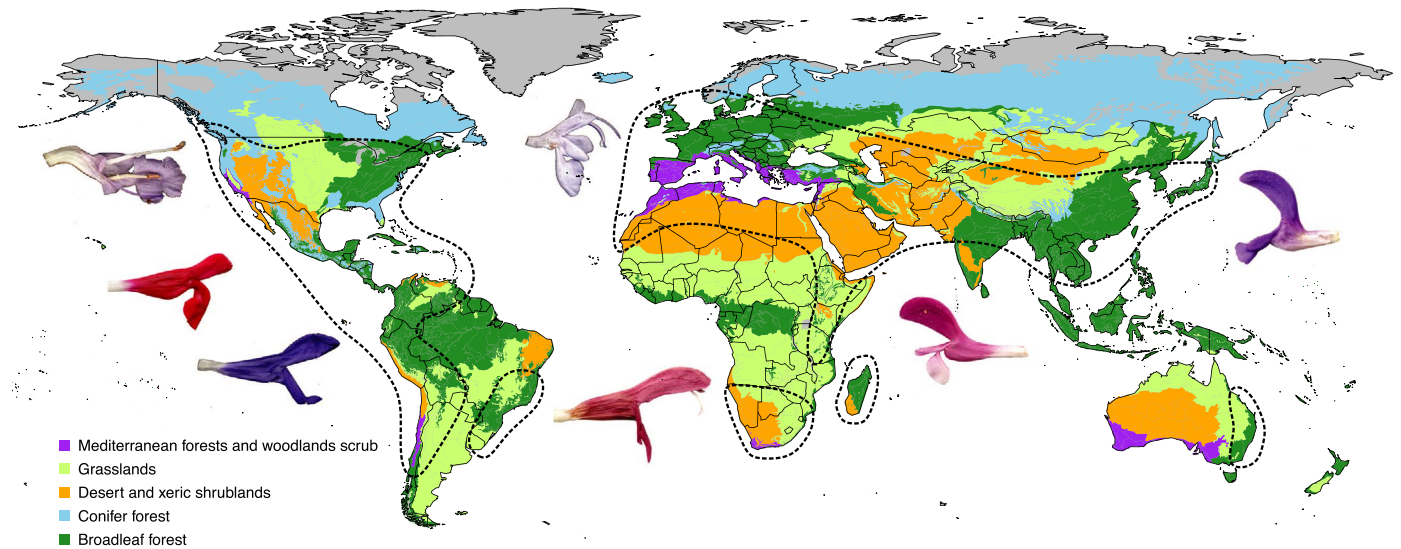 Mediterranean forests and woodlands scrub
Grasslands
Desert and xeric shrublands
Conifer forest
Broadleaf forest